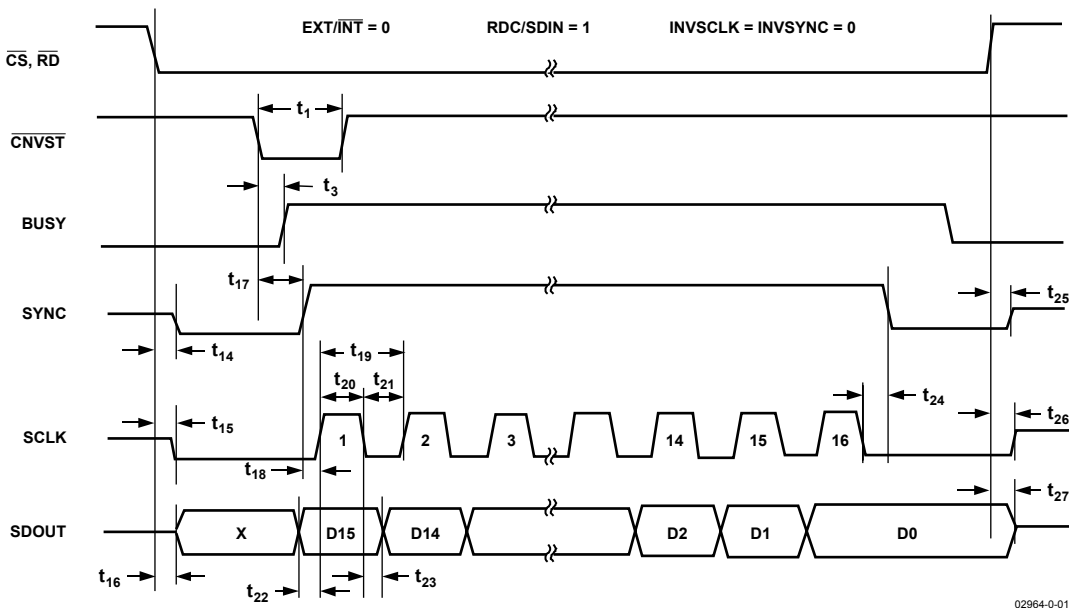 EXT/INT = 0 RDC/SDIN = 1 INVSCLK = INVSYNC = 0
CS, RD
t1
CNVST
t3
BUSY
t17
SYNC
t25
t14
t19
t20 t21
t24
t15
t26
SCLK
1 2 3 14 15 16
t18
t27
SDOUT
X D15 D14 D2 D1 D0
t16
t22
t23
02964-0-01